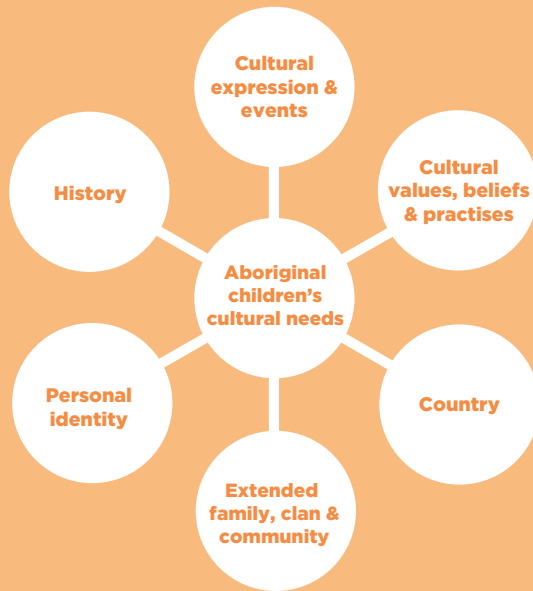 Cultural
expression &
events
Cultural
values, beliefs
& practises
History
Aboriginal
children's
cultural needs
Personal
identity
Country
Extended
family, clan &
community